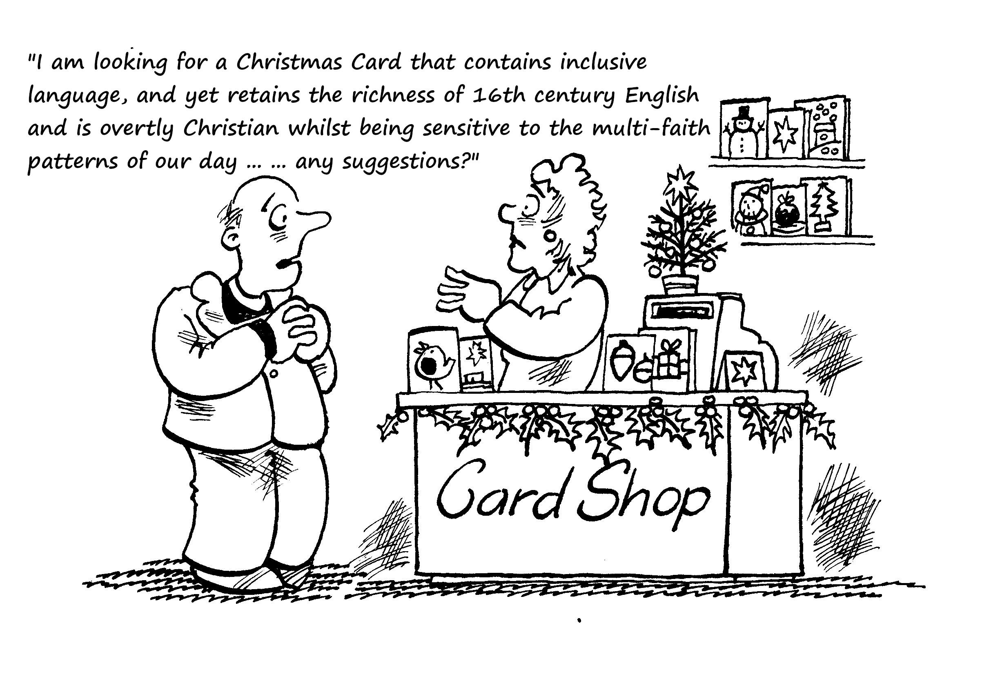 "I am looking for a Christmas Card that contains inclusive
language, and yet retains the richness of 16th century English
and is overtly Christian whilst being sensitive to the multi-faith
patterns of our day ... ... any suggestions?"
Card Shop